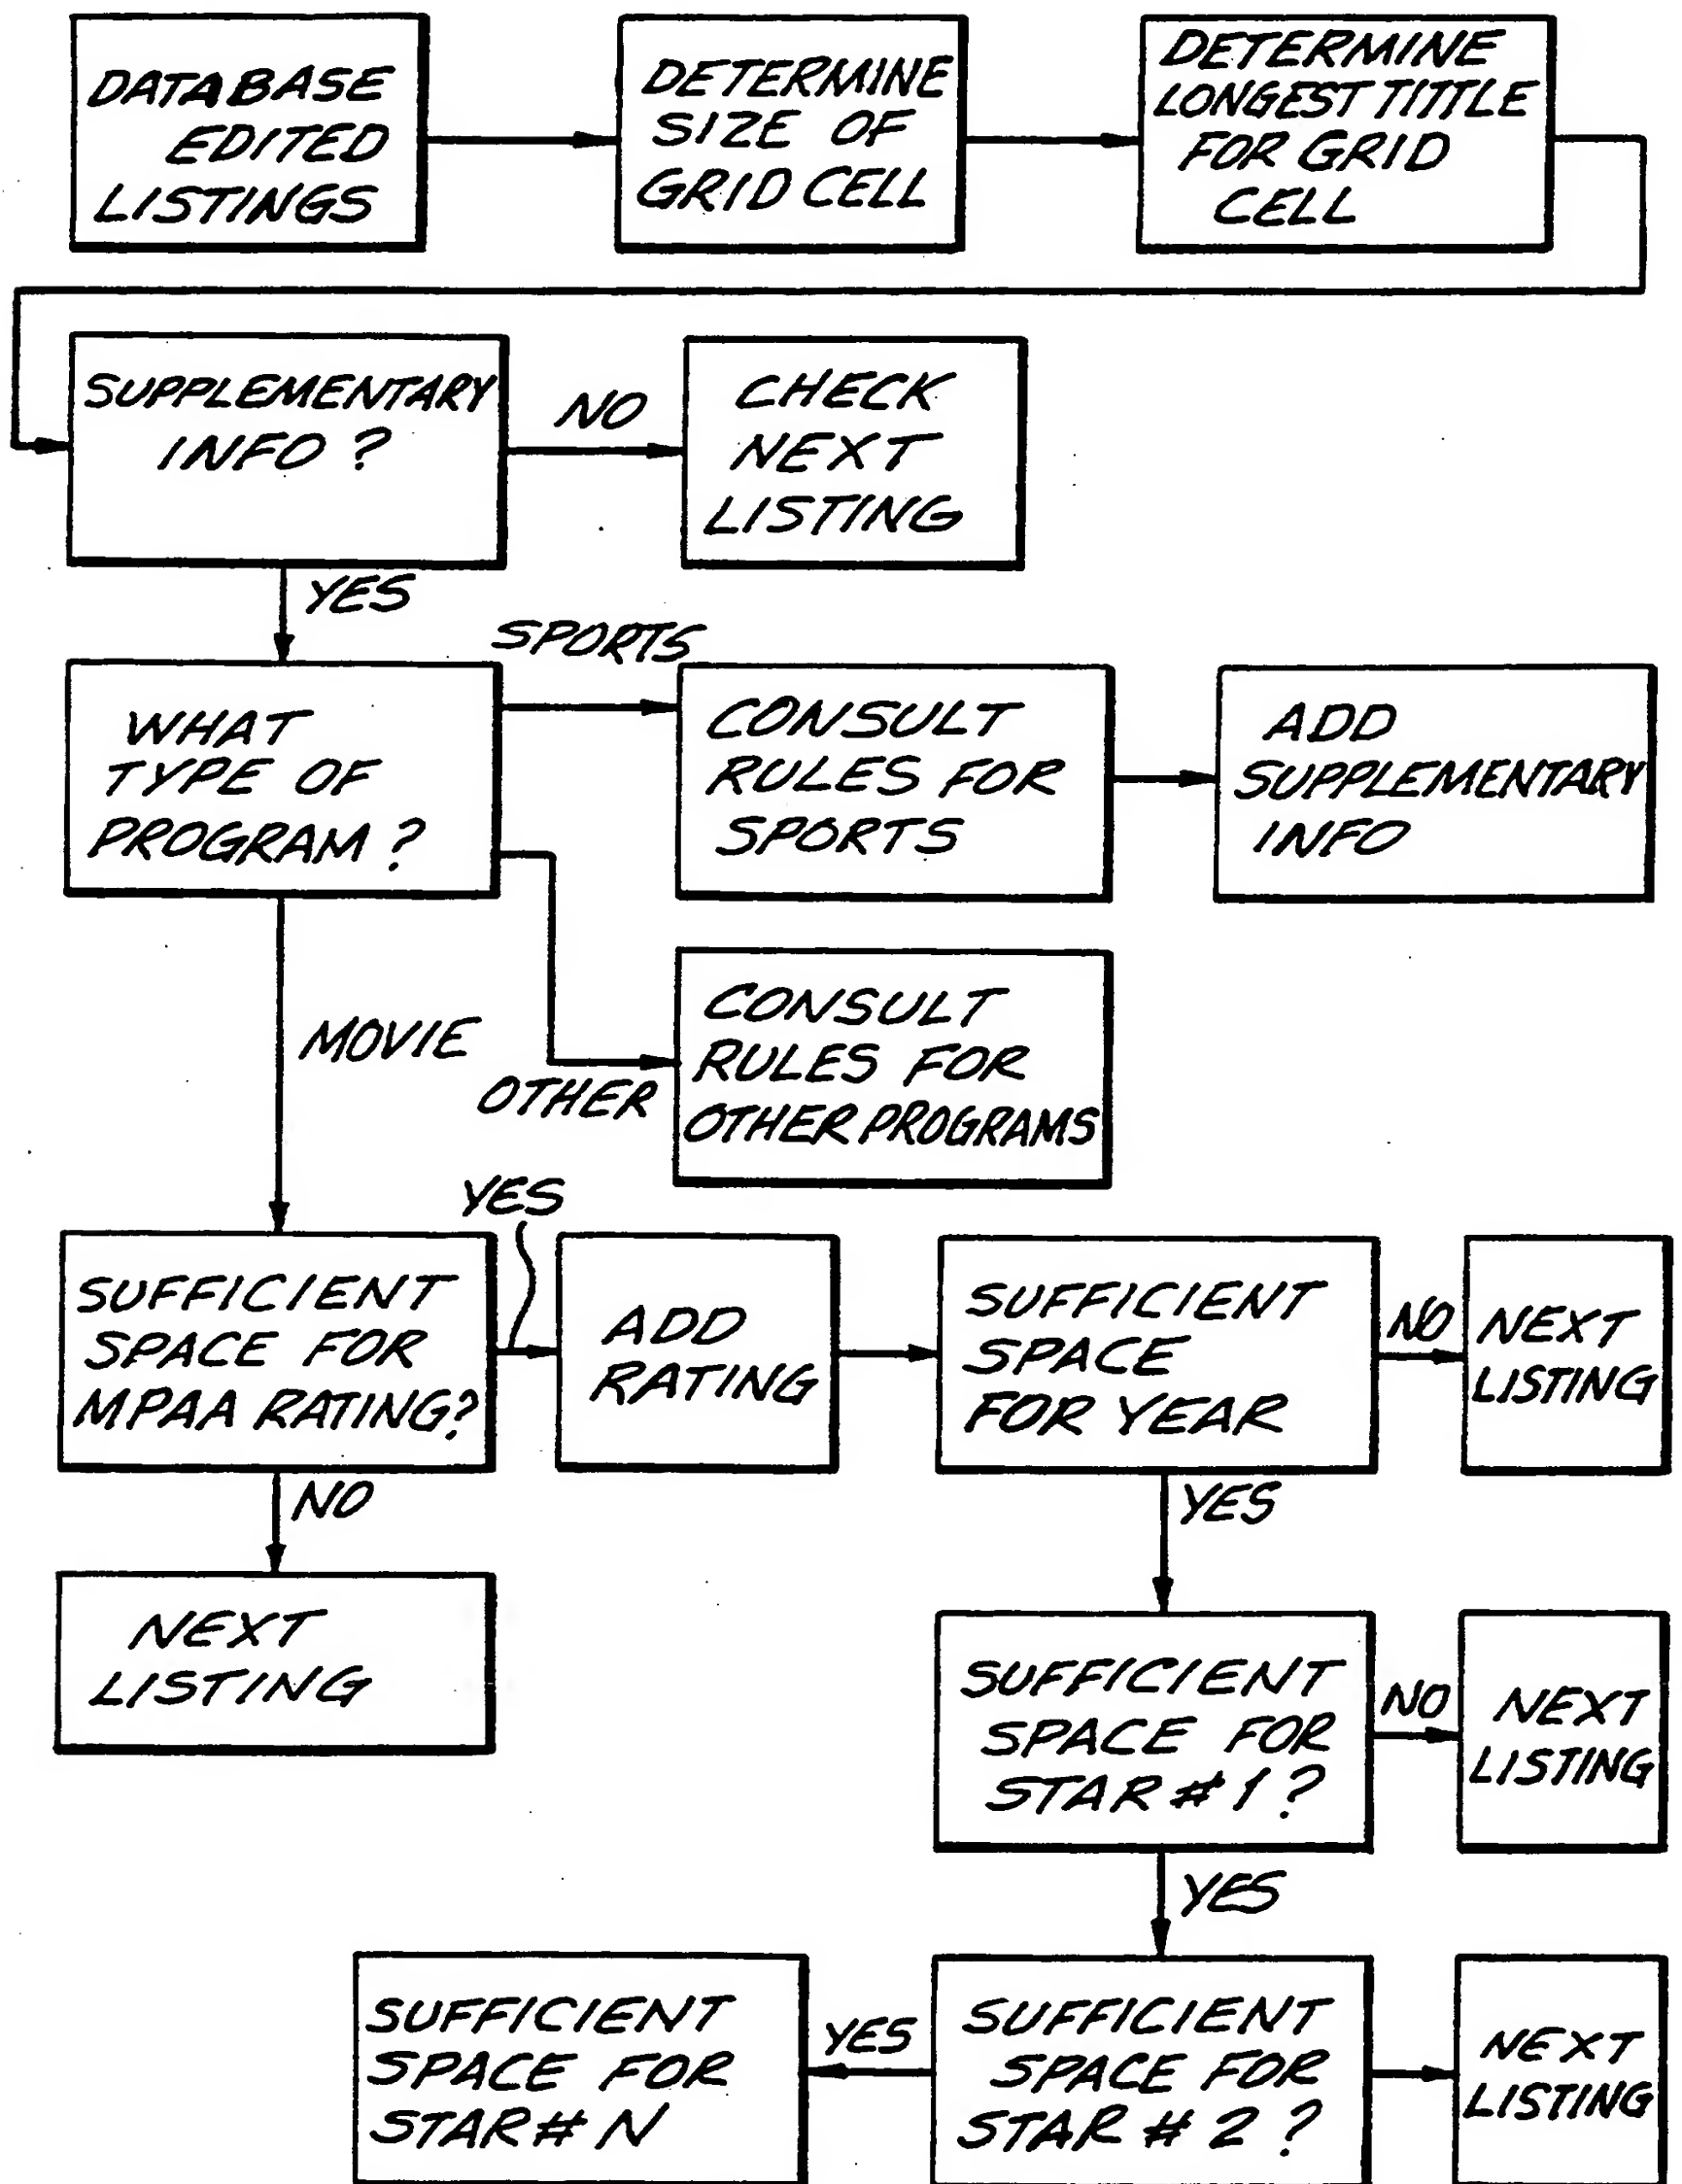 DATABASE
EDITED
LISTINGS
DETERMINE
SIZE OF
GRID CELL
DETERMINE
LONGEST TITTLE
FOR GRID
CELL
SUPPLEMENTARY
INFO ?
NO
CHECK
NEXT
LISTING
YES
SPORTS
WHAT
TYPE OF
PROGRAM ?
CONSULT
RULES FOR
SPORTS
ADD
SUPPLEMENTARY
INFO
MOVIE
OTHER
CONSULT
RULES FOR
OTHER PROGRAMS
YES
SUFFICIENT
SPACE FOR
MPAA RATING?
ADD
RATING
SUFFICIENT
SPACE
FOR YEAR
NO
NEXT
LISTING
NO
YES
NEXT
LISTING
SUFFICIENT
SPACE FOR
STAR # 1 ?
NO
NEXT
LISTING
YES
SUFFICIENT
SPACE FOR
STAR # N
YES
SUFFICIENT
SPACE FOR
STAR # 2 ?
NEXT
LISTING